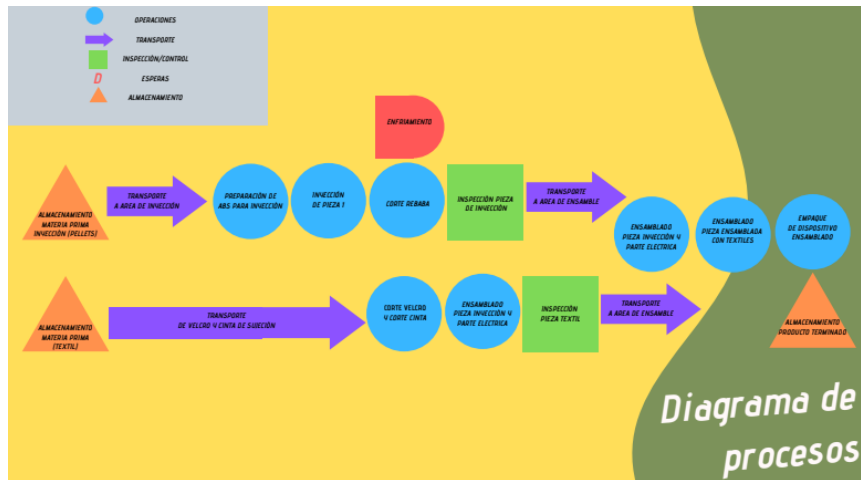 OPERACIONES
TRANSPORTE
INSPECCIÓN/CONTROL
D
ESPERAS
ALMACENAMIENTO
ENFRIAMIENTO
ALMACENAMIENTO
MATERIA PRIMA
INYECCIÓN (PELLETS)
TRANSPORTE
A AREA DE INYECCIÓN
PREPARACIÓN DE
ABS PARA INYECCIÓN
INYECCIÓN
DE PIEZA 1
CORTE REBABA
INSPECCIÓN PIEZA
DE INYECCIÓN
TRANSPORTE
A AREA DE ENSAMBLE
ENSAMBLADO
PIEZA INYECCIÓN Y
PARTE ELECTRICA
ENSAMBLADO
PIEZA ENSAMBLADA
CON TEXTILES
EMPAQUE
DE DISPOSITIVO
ENSAMBLADO
ALMACENAMIENTO
MATERIA PRIMA
(TEXTIL)
TRANSPORTE
DE VELCRO Y CINTA DE SUJECIÓN
CORTE VELCRO
Y CORTE CINTA
ENSAMBLADO
PIEZA INYECCIÓN Y
PARTE ELECTRICA
INSPECCIÓN
PIEZA TEXTIL
TRANSPORTE
A AREA DE ENSAMBLE
ALMACENAMIENTO
PRODUCTO TERMINADO
Diagrama de
procesos